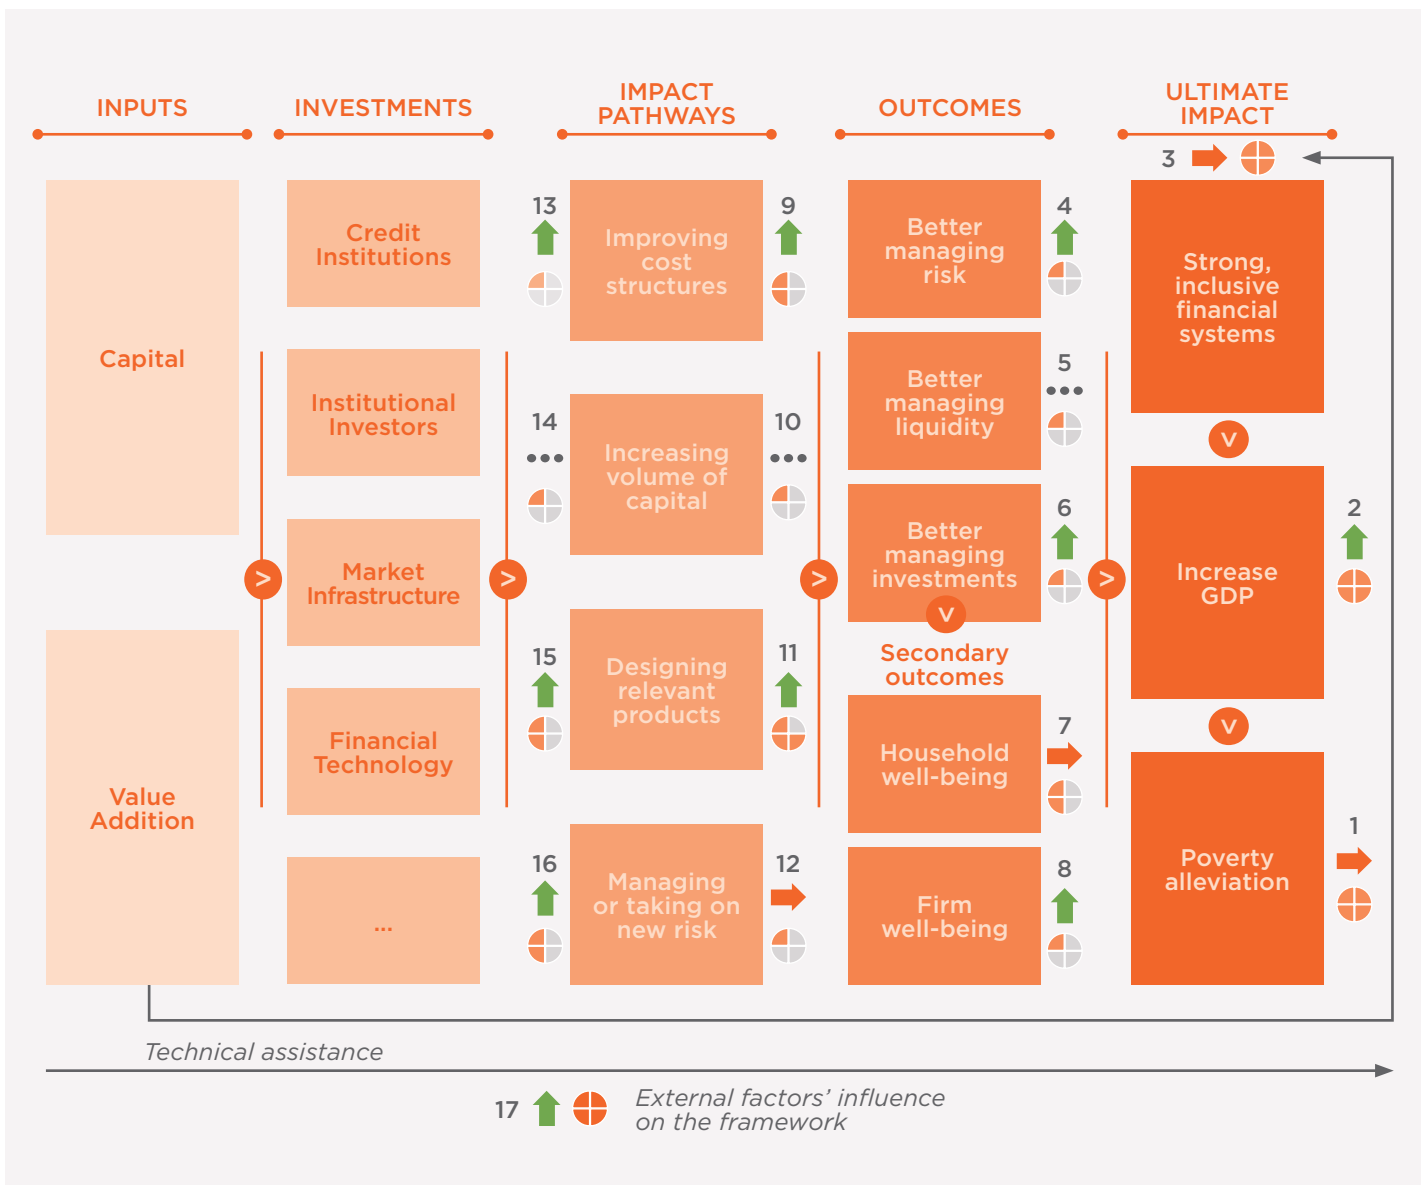 INPUTS
INVESTMENTS
IMPACT
PATHWAYS
OUTCOMES
ULTIMATE
IMPACT
Capital
Value
Addition
Credit
Institutions
Institutional
Investors
Market
Infrastructure
Financial
Technology
...
13
14
15
16
Improving
cost
structures
Increasing
volume of
capital
Designing
relevant
products
Managing
or taking on
new risk
9
10
11
12
Better
managing
risk
Better
managing
liquidity
Better
managing
investments
Secondary
outcomes
Household
well-being
Firm
well-being
4
5
6
7
8
3
Strong,
inclusive
financial
systems
Increase
GDP
Poverty
alleviation
2
1
Technical assistance
17
External factors’ influence
on the framework